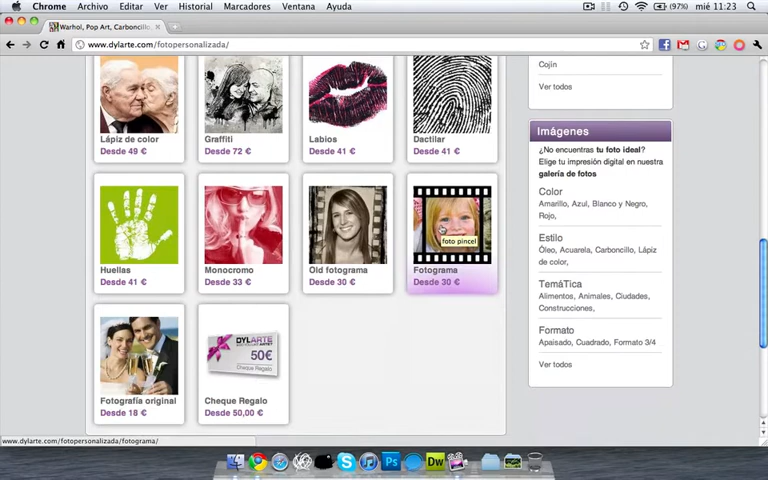 Chrome Archivo Editar Ver Historial Marcadores Ventana Ayuda (97%) mié 11:23
Warhol, Pop Art, Carboncillo,
www.dylarte.com/fotopersonalizada/
Lápiz de color
Desde 49 €
Graffiti
Desde 72 €
Labios
Desde 41 €
Dactilar
Desde 41 €
Huellas
Desde 41 €
Monocromo
Desde 33 €
Old fotograma
Desde 30 €
foto pincel
Fotograma
Desde 30 €
Fotografía original
Desde 18 €
DYLARTE
50€
Cheque Regalo
Cheque Regalo
Desde 50,00 €
Cojín
Ver todos
Imágenes
¿No encuentras tu foto ideal?
Elige tu impresión digital en nuestra
galería de fotos
Color
Amarillo, Azul, Blanco y Negro,
Rojo,
Estilo
Óleo, Acuarela, Carboncillo, Lápiz
de color,
TemáTica
Alimentos, Animales, Ciudades,
Construcciones,
Formato
Apaisado, Cuadrado, Formato 3/4
Ver todos
www.dylarte.com/fotopersonalizada/fotograma/
Ps
Dw